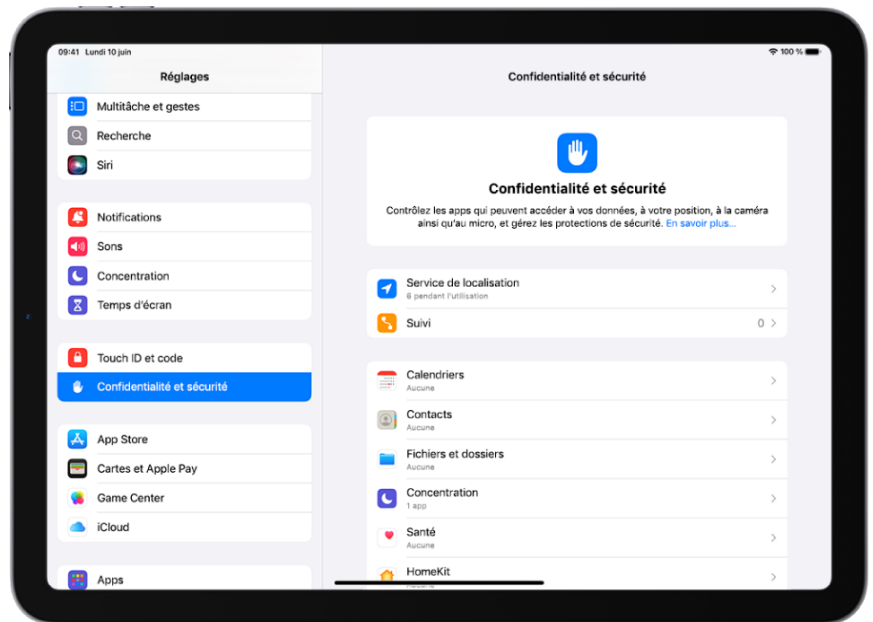 09:41 Lundi 10 juin
100 %
Réglages
Multitâche et gestes
Recherche
Siri
Notifications
Sons
Concentration
Temps d'écran
Touch ID et code
Confidentialité et sécurité
App Store
Cartes et Apple Pay
Game Center
iCloud
Apps
Confidentialité et sécurité
Confidentialité et sécurité
Contrôlez les apps qui peuvent accéder à vos données, à votre position, à la caméra
ainsi qu'au micro, et gérez les protections de sécurité. En savoir plus...
Service de localisation
6 pendant l'utilisation
Suivi
0
Calendriers
Aucune
Contacts
Aucune
Fichiers et dossiers
Aucune
Concentration
1 app
Santé
Aucune
HomeKit